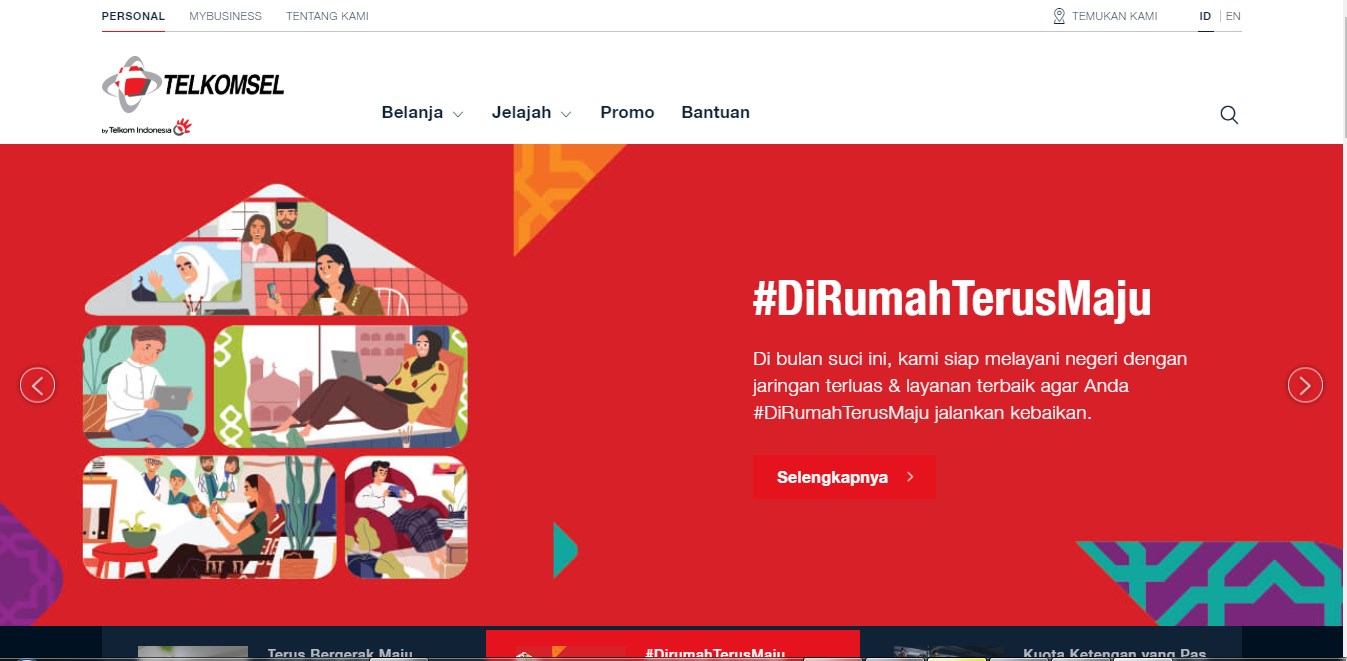 PERSONAL MYBUSINESS TENTANG KAMI TEMUKAN KAMI ID EN
TELKOMSEL
by Telkom Indonesia
Belanja Jelajah Promo Bantuan
#DiRumahTerusMaju
Di bulan suci ini, kami siap melayani negeri dengan
jaringan terluas & layanan terbaik agar Anda
#DiRumahTerusMaju jalankan kebaikan.
Selengkapnya
Terus Bergerak Maju #DirumahTerusMaju Kuota Ketengan yang Pas